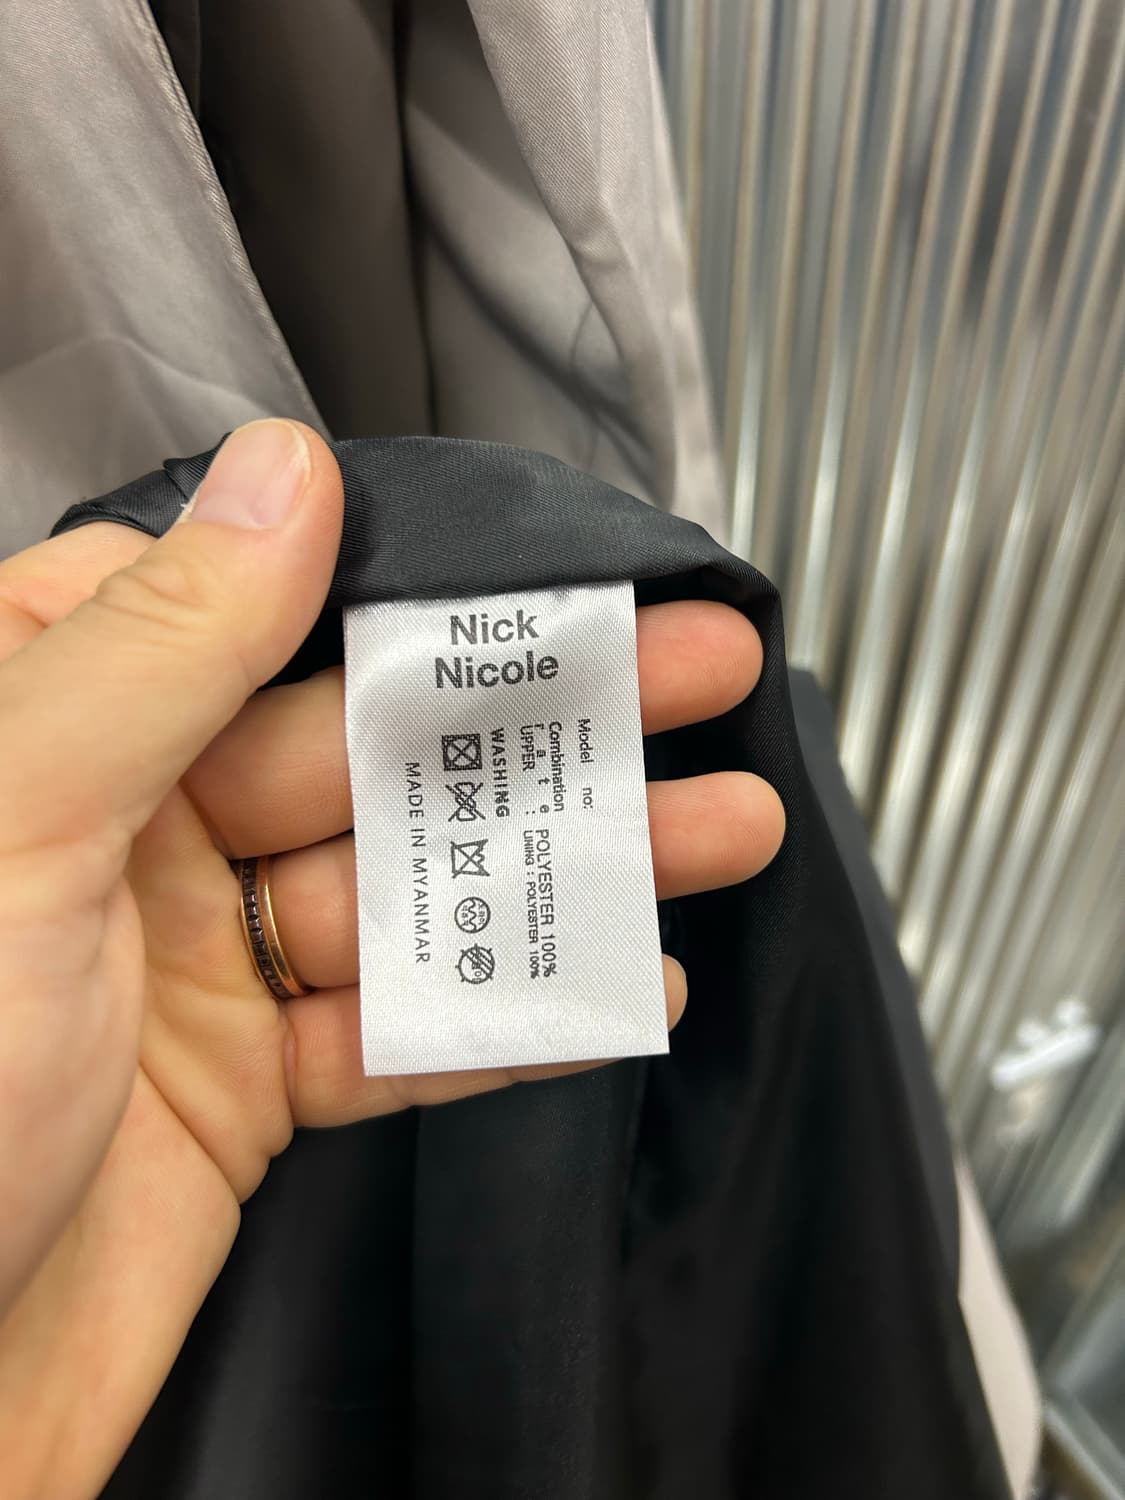 Nick
Nicole
Model no:
Combination
r a t e :
UPPER POLYESTER 100%
LINING : POLYESTER 100%
WASHING
MADE IN MYANMAR